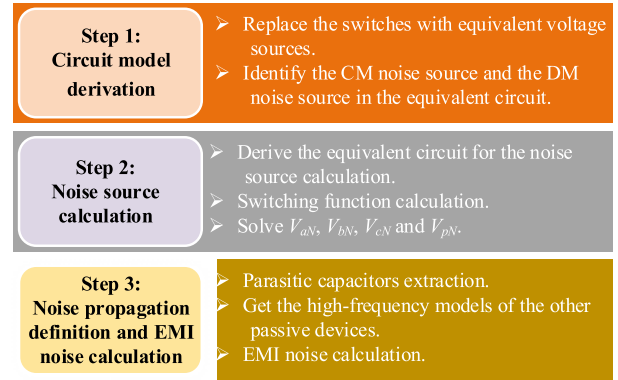 Step 1:
Circuit model
derivation
➢ Replace the switches with equivalent voltage
sources.
➢ Identify the CM noise source and the DM
noise source in the equivalent circuit.
Step 2:
Noise source
calculation
➢ Derive the equivalent circuit for the noise
source calculation.
➢ Switching function calculation.
➢ Solve VaN, VbN, VcN and VpN.
Step 3:
Noise propagation
definition and EMI
noise calculation
➢ Parasitic capacitors extraction.
➢ Get the high-frequency models of the other
passive devices.
➢ EMI noise calculation.